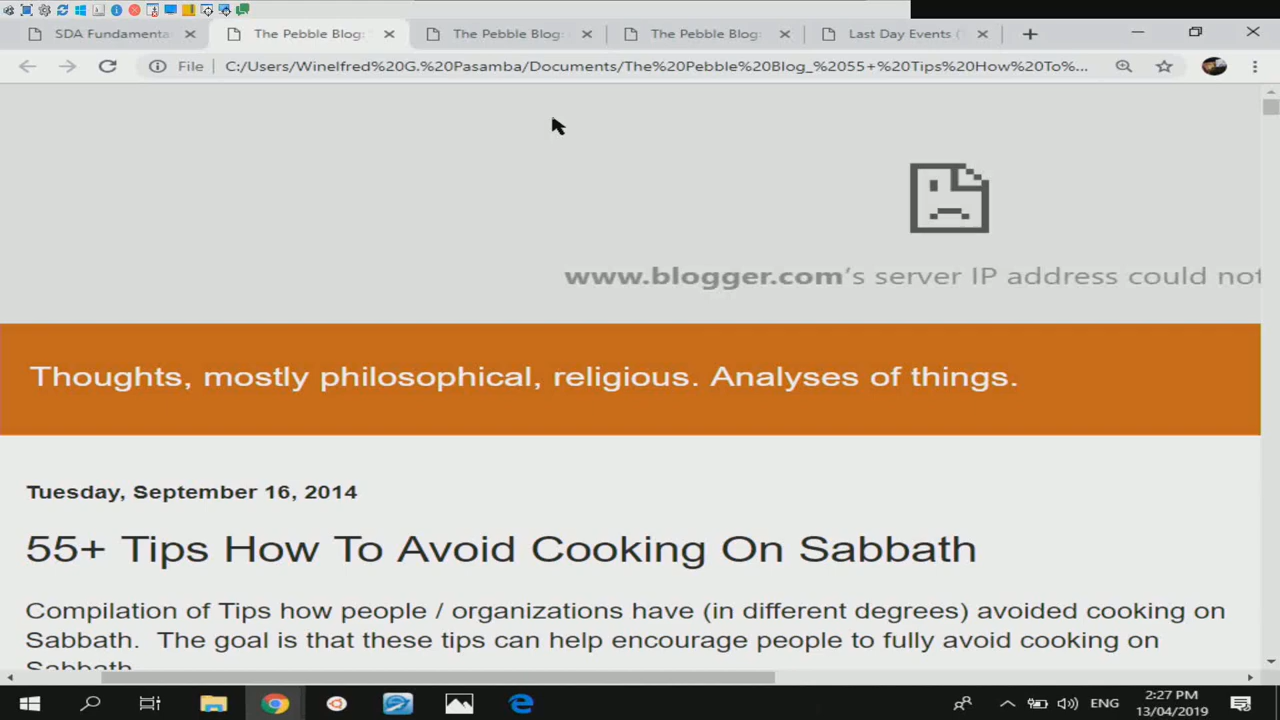 SDA Fundamenta
The Pebble Blog:
The Pebble Blog:
The Pebble Blog:
Last Day Events (
File
C:/Users/Winelfred%20G.%20Pasamba/Documents/The%20Pebble%20Blog_%2055+%20Tips%20How%20To%...
www.blogger.com's server IP address could not
Thoughts, mostly philosophical, religious. Analyses of things.
Tuesday, September 16, 2014
55+ Tips How To Avoid Cooking On Sabbath
Compilation of Tips how people / organizations have (in different degrees) avoided cooking on
Sabbath. The goal is that these tips can help encourage people to fully avoid cooking on
Sabbath.
ENG
2:27 PM
13/04/2019